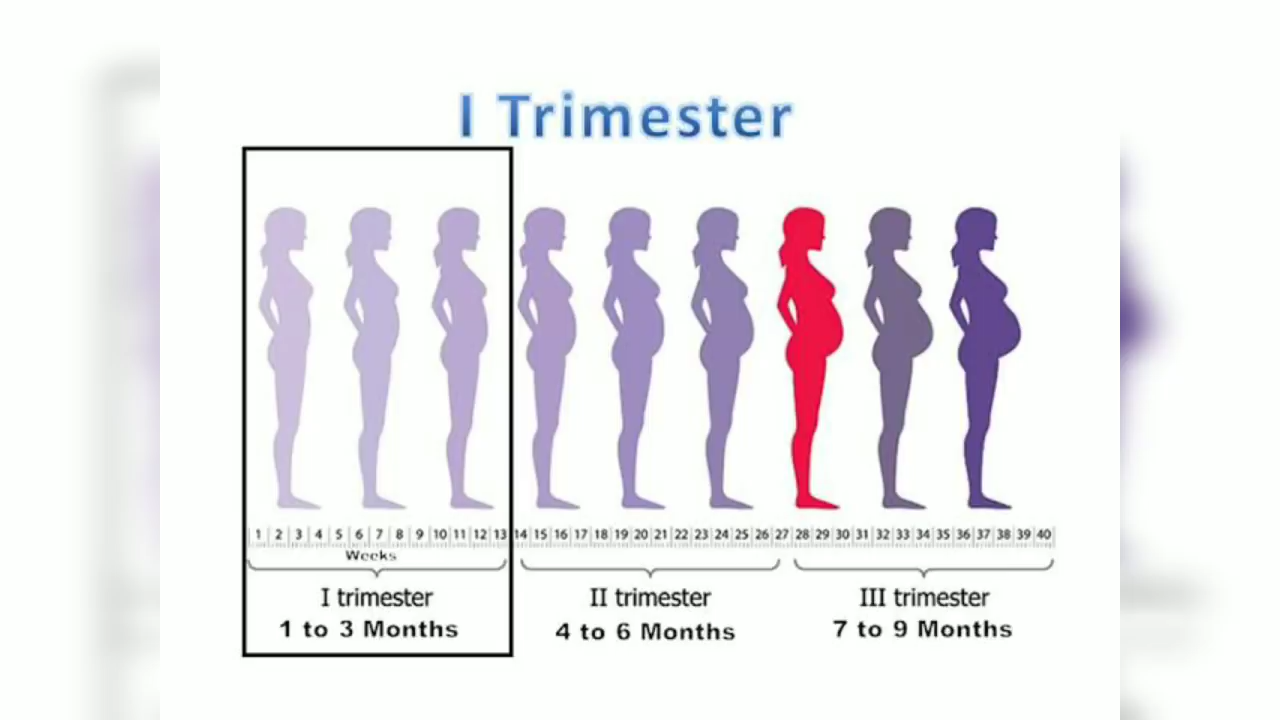 I Trimester
1 2 3 4 5 6 7 8 9 10 11 12 13 14 15 16 17 18 19 20 21 22 23 24 25 26 27 28 29 30 31 32 33 34 35 36 37 38 39 40
Weeks
I trimester II trimester III trimester
1 to 3 Months 4 to 6 Months 7 to 9 Months